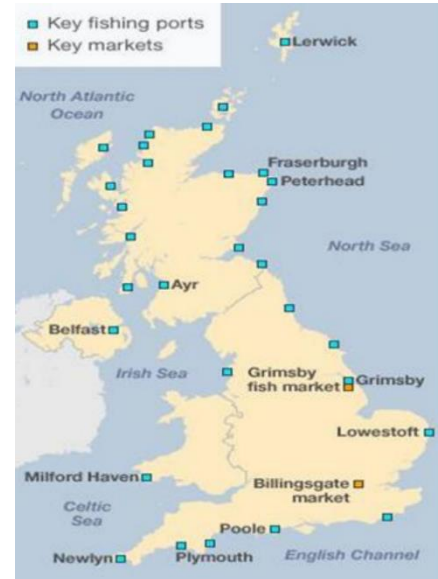 Key fishing ports
Key markets
Lerwick
North Atlantic
Ocean
Fraserburgh
Peterhead
North Sea
Ayr
Belfast
Irish Sea
Grimsby
fish market
Grimsby
Lowestoft
Milford Haven
Billingsgate
market
Celtic
Sea
Poole
Newlyn
Plymouth
English Channel